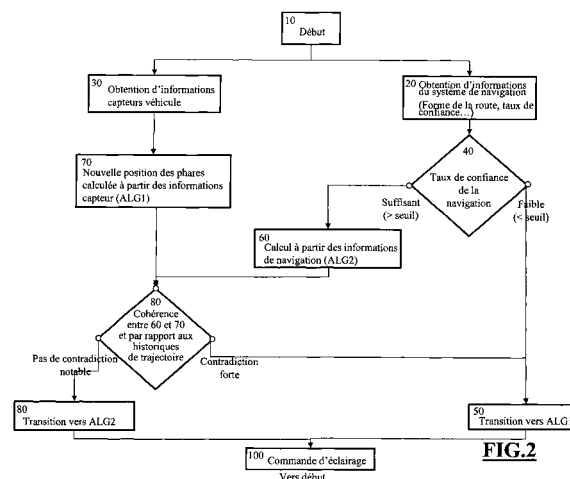 10
Début
30
Obtention d'informations
capteurs véhicule
20 Obtention d'informations
du système de navigation
(Forme de la route, taux de
confiance…)
70
Nouvelle position des phares
calculée à partir des informations
capteur (ALG1)
40
Taux de confiance
de la
navigation
Suffisant
(> seuil)
Faible
(< seuil)
60
Calcul à partir des informations
de navigation (ALG2)
80
Cohérence
entre 60 et 70
et par rapport aux
historiques
de trajectoire
Pas de contradiction
notable
Contradiction
forte
80
Transition vers ALG2
50
Transition vers ALG1
FIG.2
100
Commande d'éclairage
Vers début